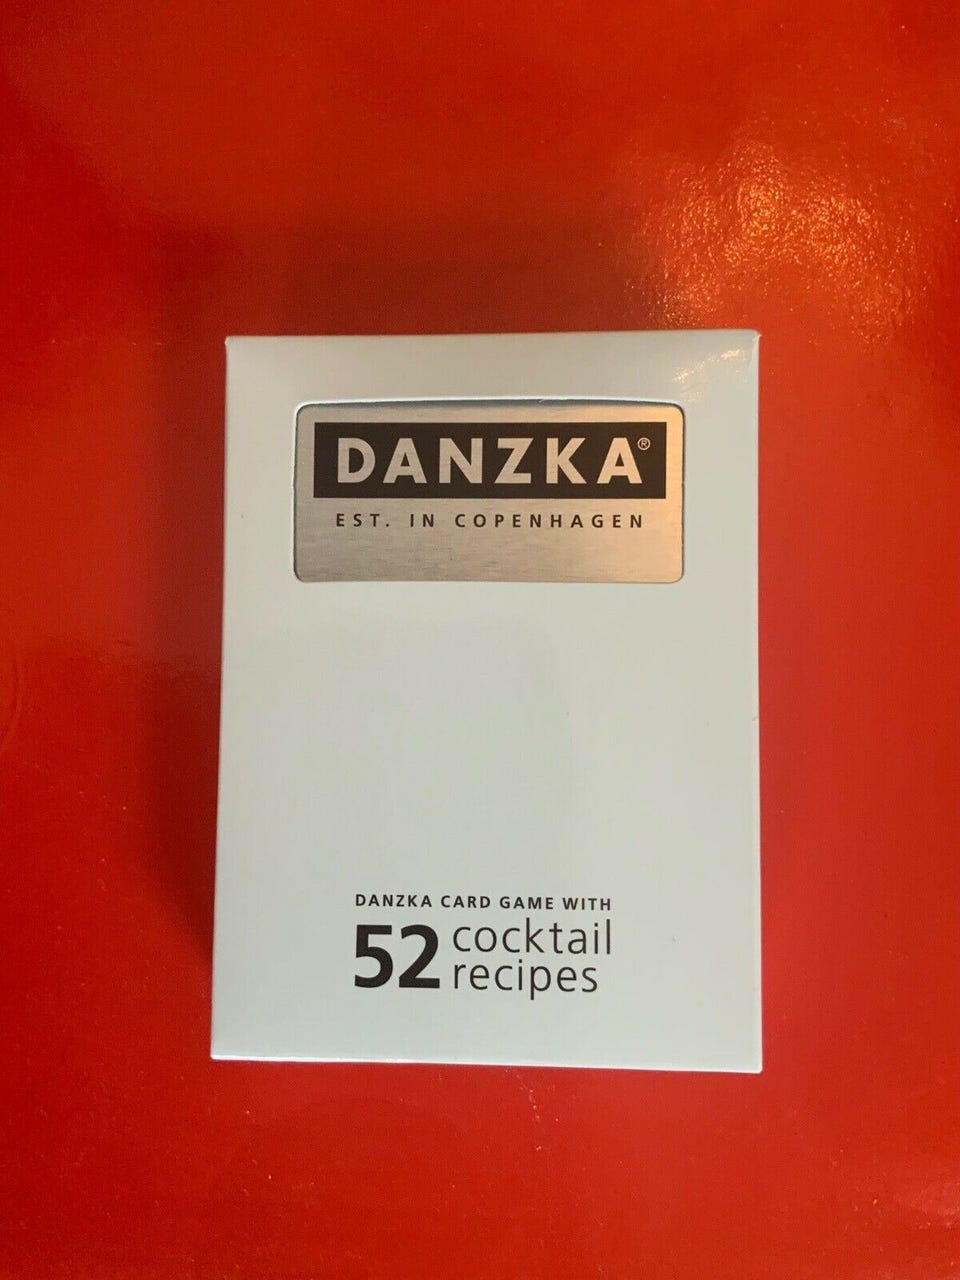 DANZKA®
EST. IN COPENHAGEN
DANZKA CARD GAME WITH
52 cocktail
recipes